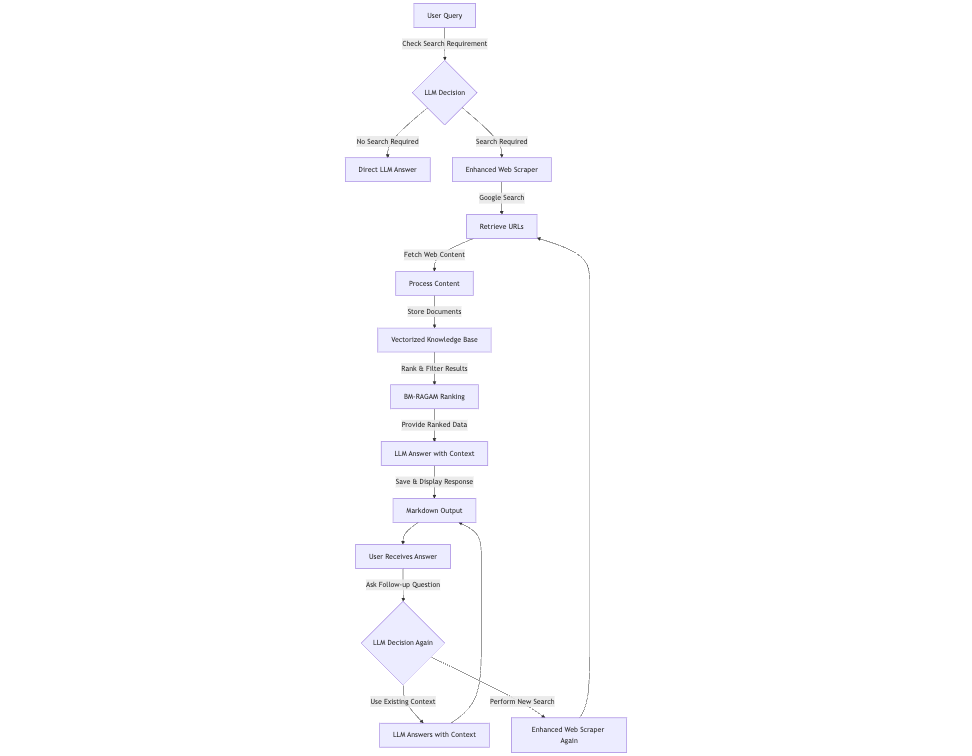 User Query
Check Search Requirement
LLM Decision
No Search Required
Search Required
Direct LLM Answer
Enhanced Web Scraper
Google Search
Retrieve URLs
Fetch Web Content
Process Content
Store Documents
Vectorized Knowledge Base
Rank & Filter Results
BM-RAGAM Ranking
Provide Ranked Data
LLM Answer with Context
Save & Display Response
Markdown Output
User Receives Answer
Ask Follow-up Question
LLM Decision Again
Use Existing Context
Perform New Search
LLM Answers with Context
Enhanced Web Scraper
Again